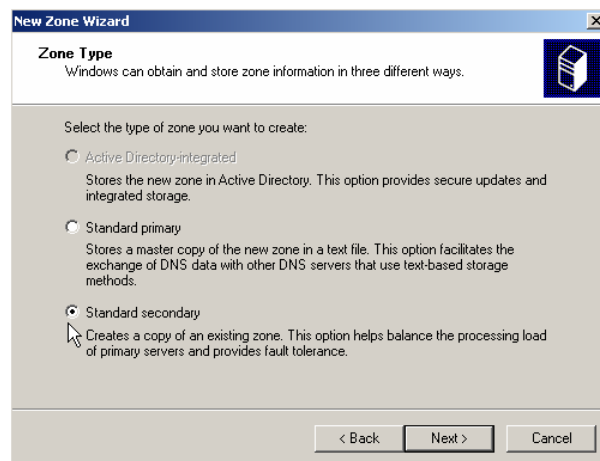 New Zone Wizard
Zone Type
Windows can obtain and store zone information in three different ways.
Select the type of zone you want to create:
Active Directory-integrated
Stores the new zone in Active Directory. This option provides secure updates and
integrated storage.
Standard primary
Stores a master copy of the new zone in a text file. This option facilitates the
exchange of DNS data with other DNS servers that use text-based storage
methods.
Standard secondary
Creates a copy of an existing zone. This option helps balance the processing load
of primary servers and provides fault tolerance.
< Back Next > Cancel